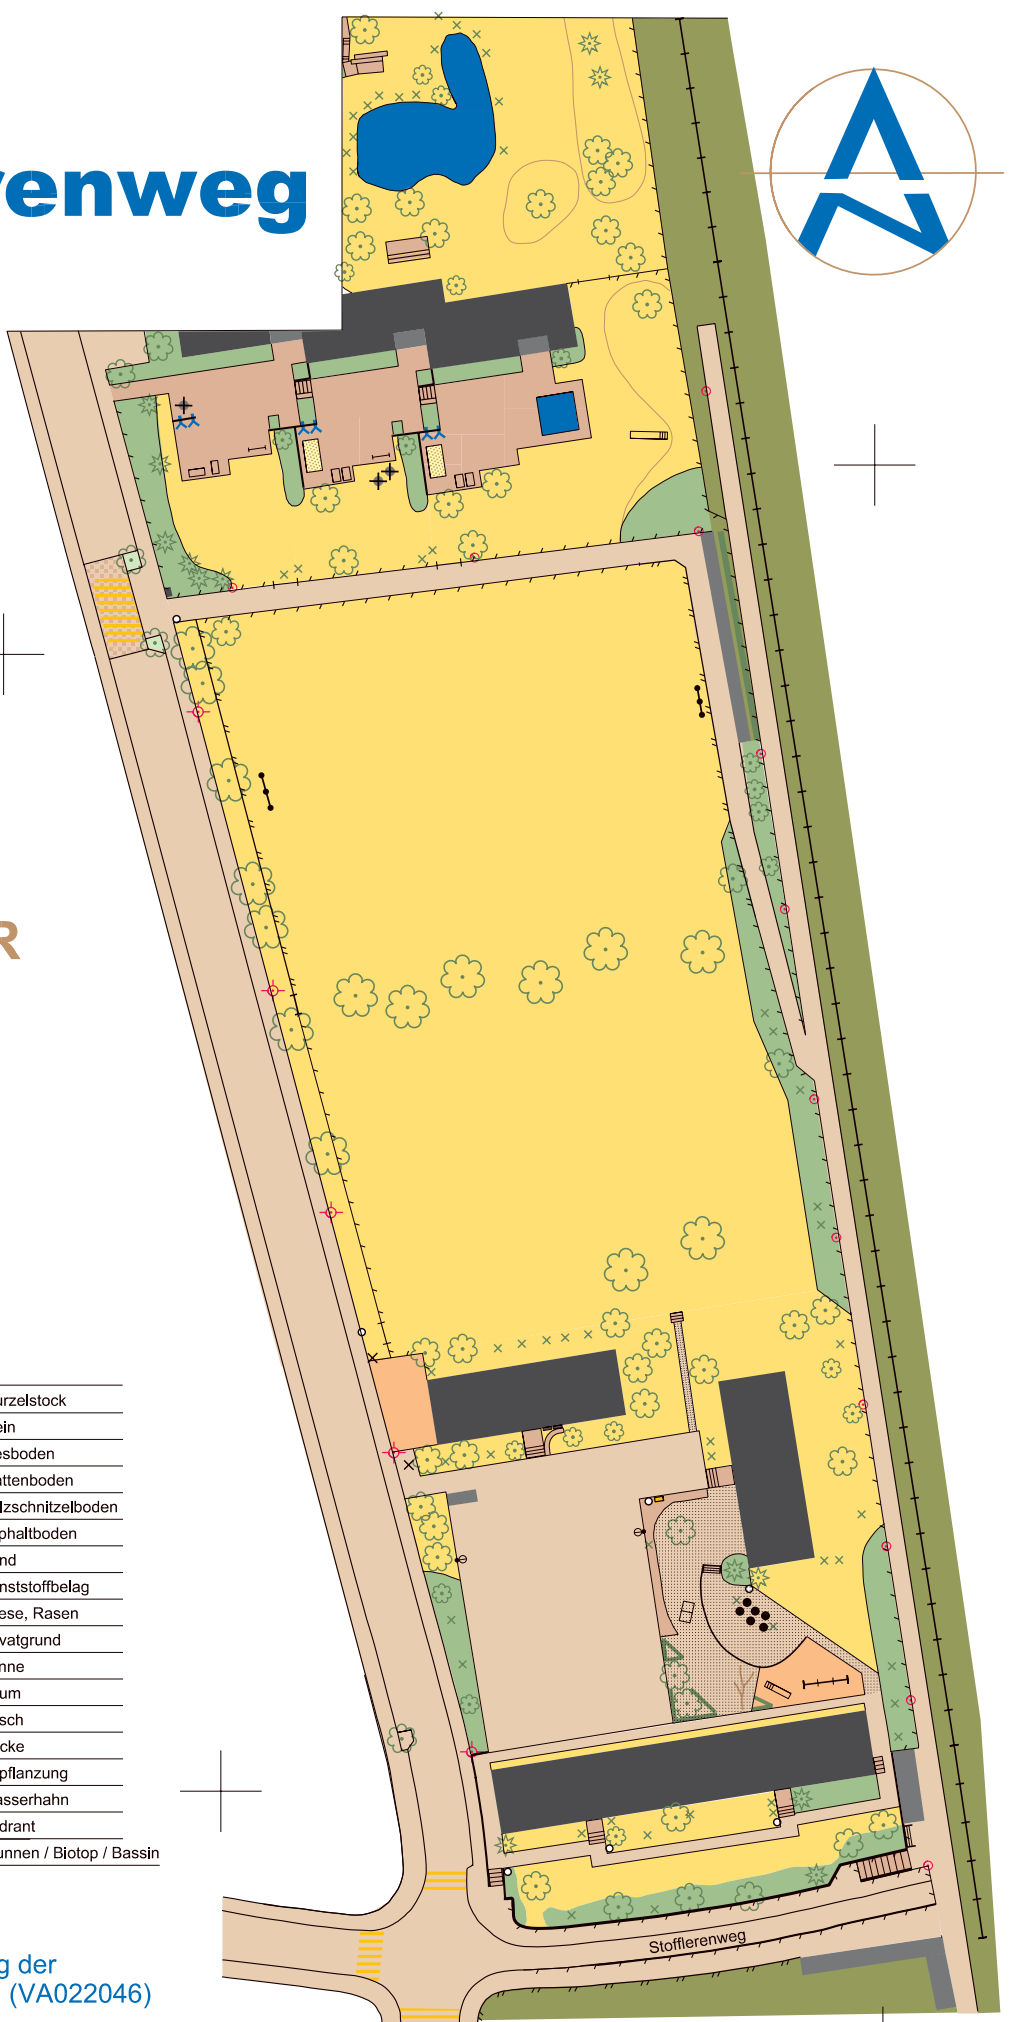 renweg
R
urzelstock
ein
esboden
attenboden
lzschnitzelboden
phaltboden
nd
nststoffbelag
ese, Rasen
vatgrund
nne
um
sch
cke
pflanzung
asserhahn
drant
unnen / Biotop / Bassin
Stofflerenweg
g der
(VA022046)